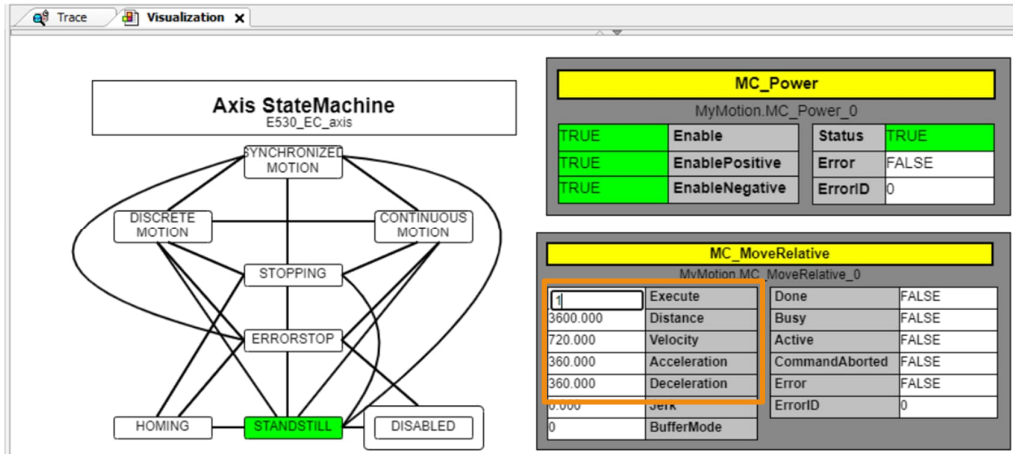 Trace
Visualization X
Axis StateMachine
E530_EC_axis
SYNCHRONIZED
MOTION
DISCRETE
MOTION
CONTINUOUS
MOTION
STOPPING
ERRORSTOP
HOMING
STANDSTILL
DISABLED
MC_Power
MyMotion.MC_Power_0
TRUE Enable Status TRUE
TRUE EnablePositive Error FALSE
TRUE EnableNegative ErrorID 0
MC_MoveRelative
MyMotion.MC_MoveRelative_0
1 Execute Done FALSE
3600.000 Distance Busy FALSE
720.000 Velocity Active FALSE
360.000 Acceleration CommandAborted FALSE
360.000 Deceleration Error FALSE
0.000 Jerk ErrorID 0
0 BufferMode